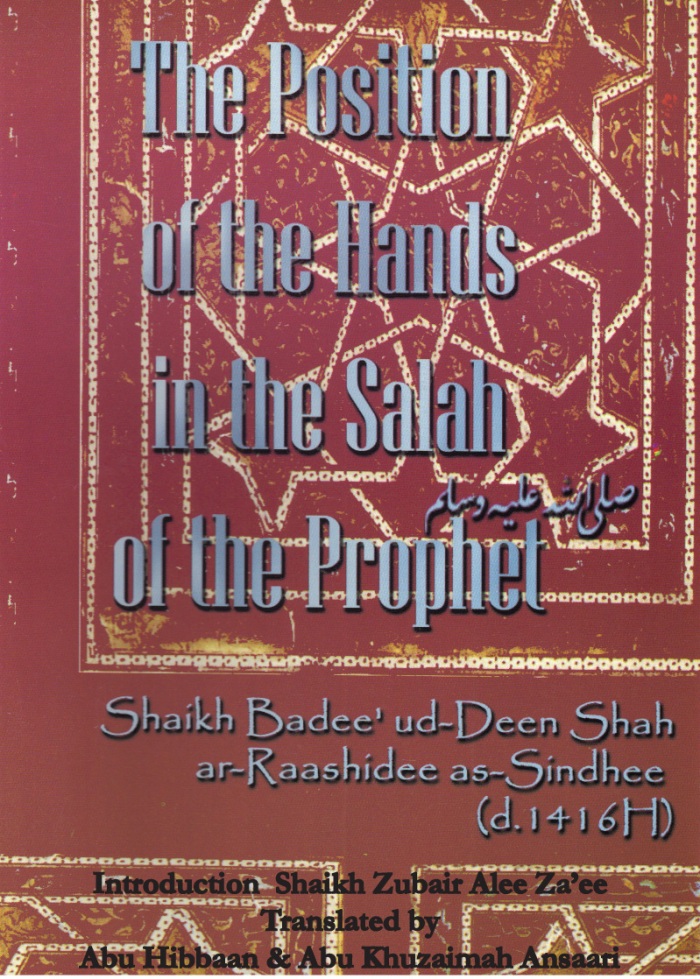 The Position
of the Hands
in the Salah
صلى الله عليه وسلم
of the Prophet
Shaikh Badee' ud-Deen Shah
ar-Raashidee as-Sindhee
(d.1416H)
Introduction Shaikh Zubair Alee Za’ee
Translated by
Abu Hibbaan & Abu Khuzaimah Ansaari